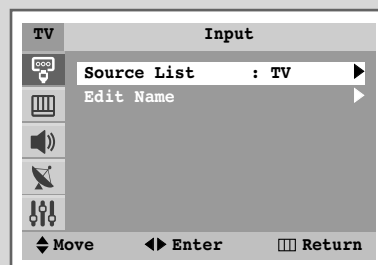 TV Input
Source List : TV
Edit Name
Move Enter Return